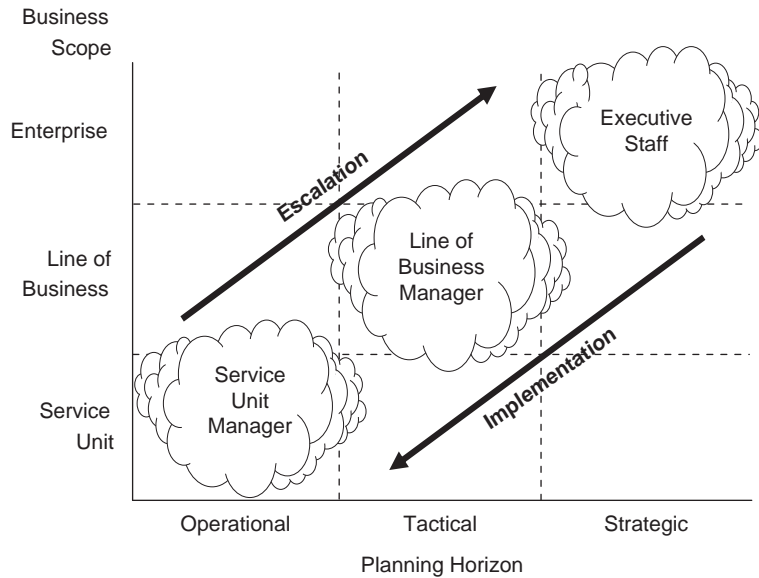 Business
Scope
Enterprise
Executive
Staff
Escalation
Line of
Business
Line of
Business
Manager
Implementation
Service
Unit
Service
Unit
Manager
Operational
Tactical
Strategic
Planning Horizon